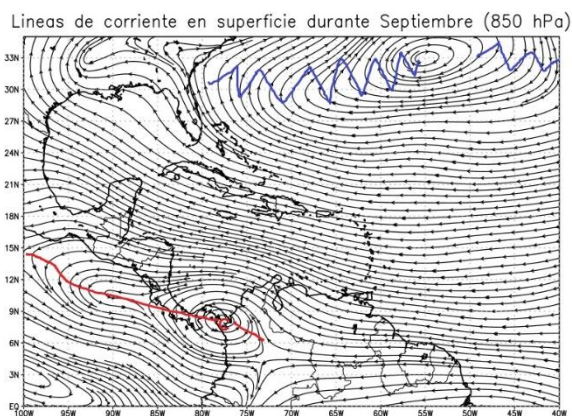 Lineas de corriente en superficie durante Septiembre (850 hPa)
33N
30N
27N
24N
21N
18N
15N
12N
9N
6N
3N
EQ
100W 95W 90W 85W 80W 75W 70W 65W 60W 55W 50W 45W 40W